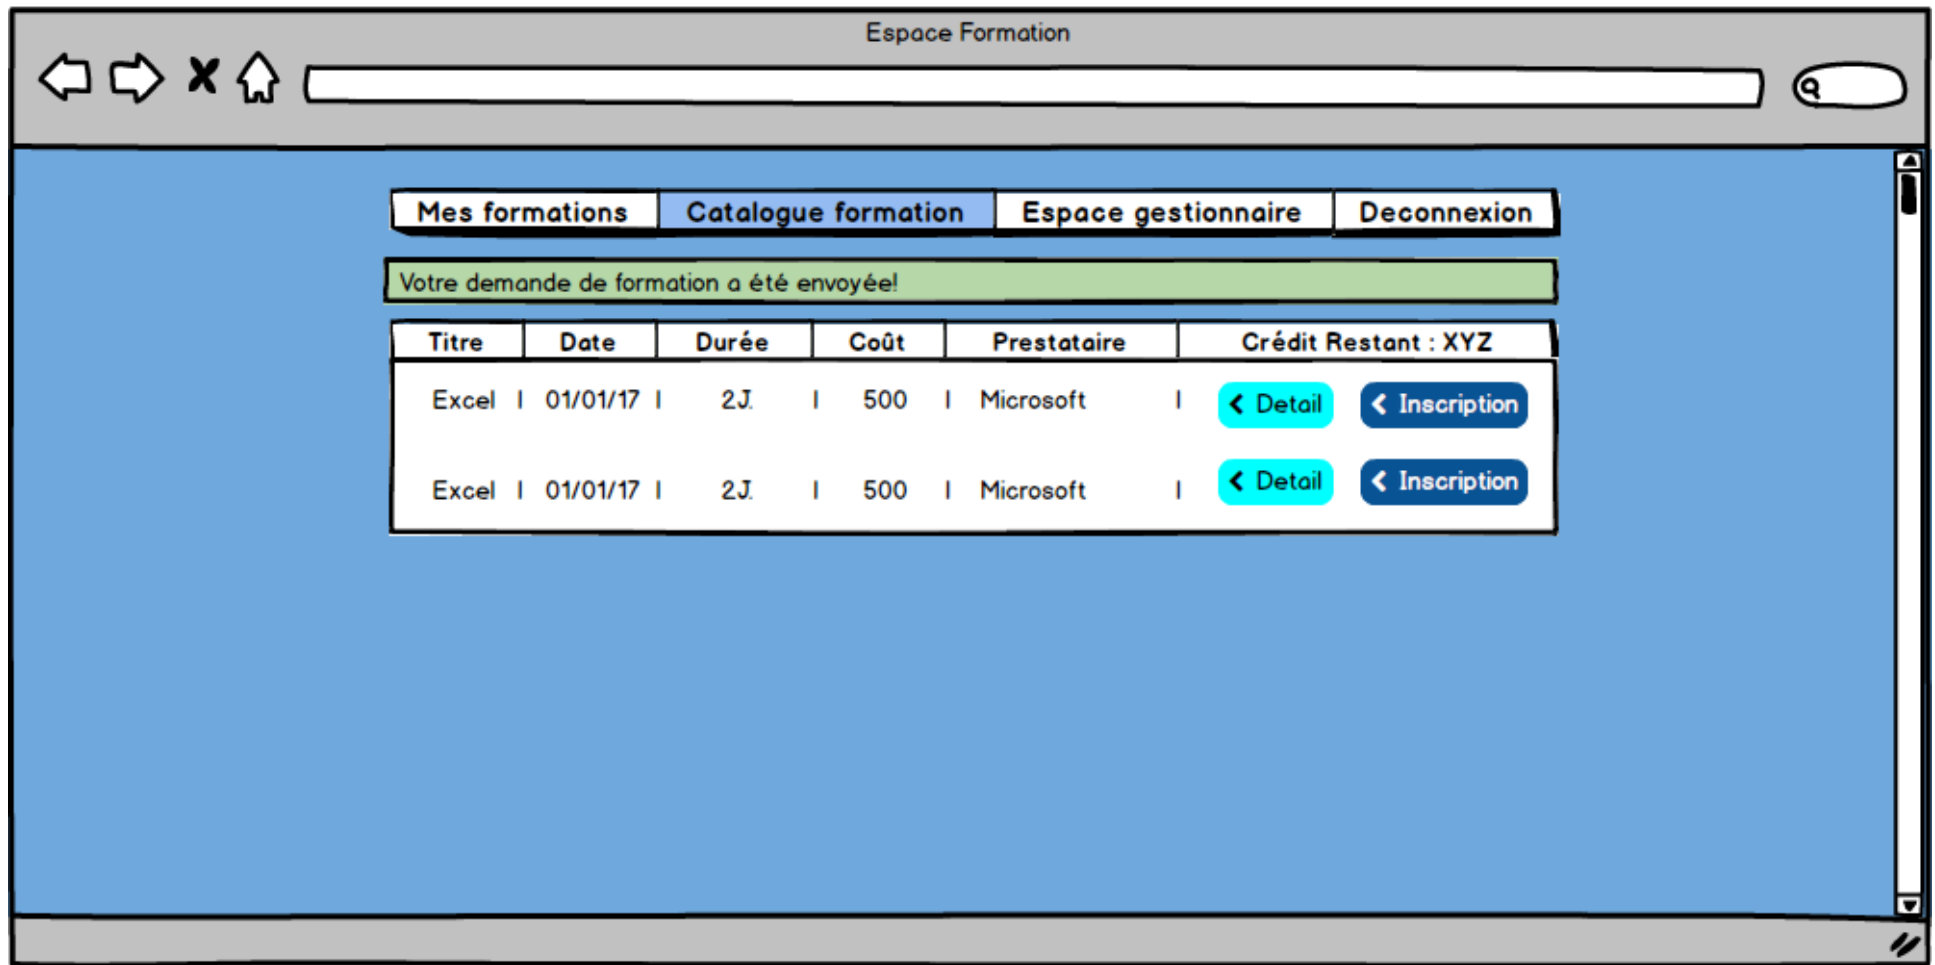 Espace Formation
Mes formations Catalogue formation Espace gestionnaire Deconnexion
Votre demande de formation a été envoyée!
Titre Date Durée Coût Prestataire Crédit Restant : XYZ
Excel | 01/01/17 | 2J. | 500 | Microsoft | Detail Inscription
Excel | 01/01/17 | 2J. | 500 | Microsoft | Detail Inscription